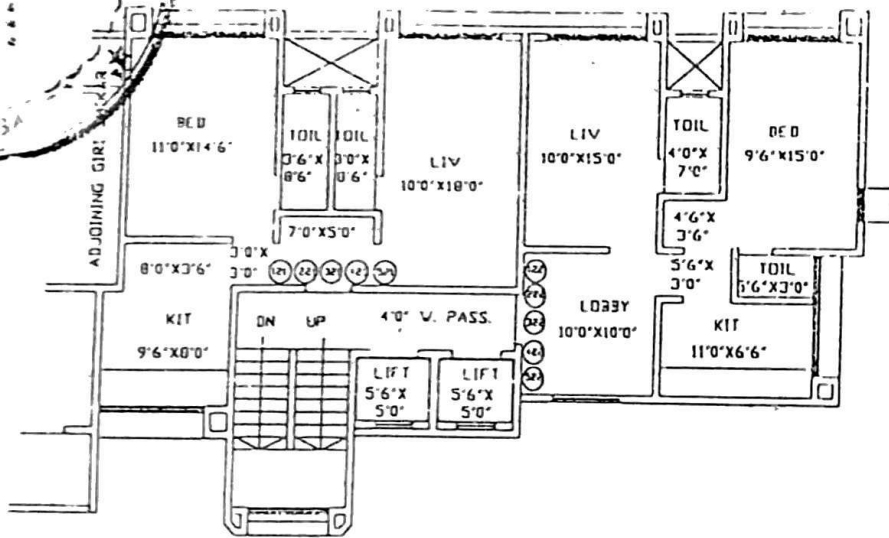 BED
11'0"X14'6"
TOIL
3'6"X
8'6"
TOIL
3'0"X
8'6"
LIV
10'0"X18'0"
LIV
10'0"X15'0"
TOIL
4'0"X
7'0"
BED
9'6"X15'0"
ADJOINING
7'0"X5'0"
3'0"X
3'0"
8'0"X3'6"
KIT
9'6"X8'0"
DN
UP
4'0" W. PASS.
LIFT
5'6"X
5'0"
LIFT
5'6"X
5'0"
LOBBY
10'0"X10'0"
4'6"X
3'6"
5'6"X
3'0"
TOIL
KIT
11'0"X6'6"